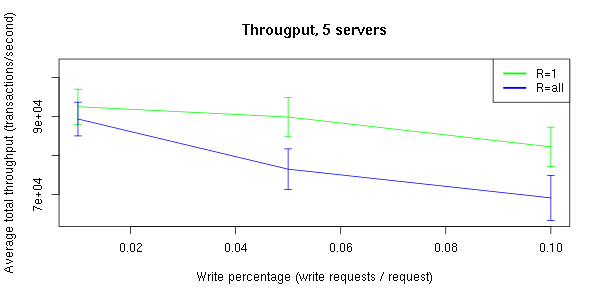 Througput, 5 servers
R=1
R=all
Average total throughput (transactions/second)
9e+04
7e+04
0.02 0.04 0.06 0.08 0.10
Write percentage (write requests / request)